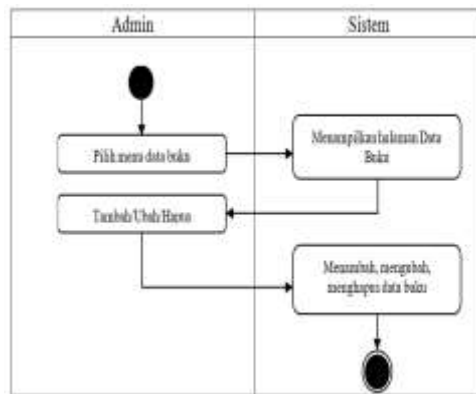 Admin
Sistem
Pilih menu data buku
Menampilkan halaman Data
Buku
Tambah/Ubah/Hapus
Menambah, mengubah,
menghapus data buku